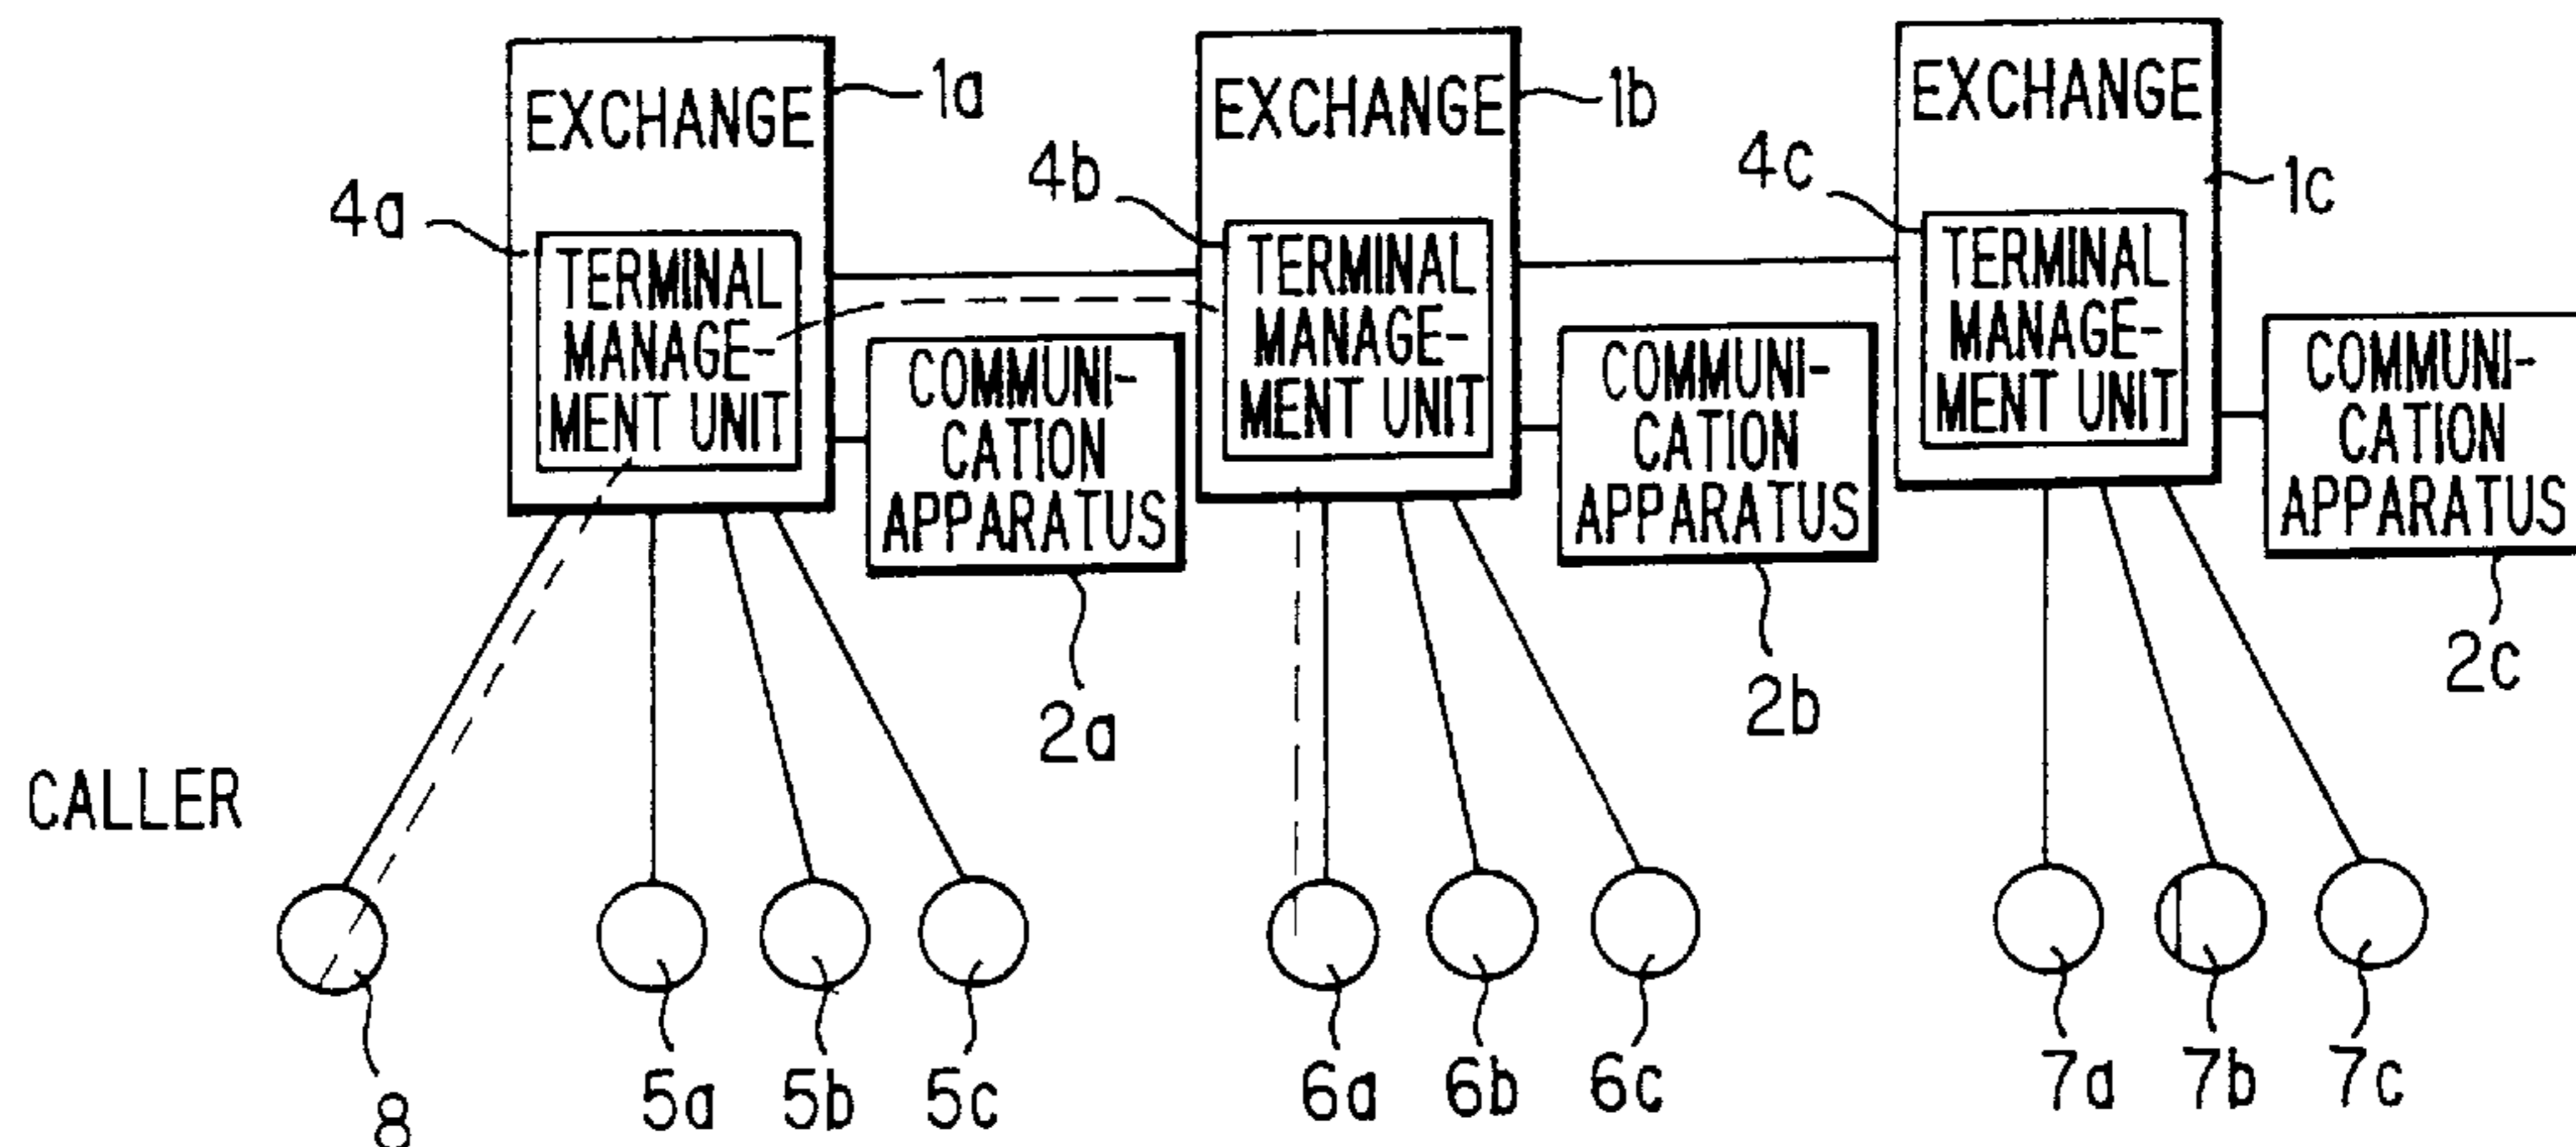 EXCHANGE
1a
4a
TERMINAL
MANAGE-
MENT UNIT
COMMUNI-
CATION
APPARATUS
2a
EXCHANGE
1b
4b
TERMINAL
MANAGE-
MENT UNIT
COMMUNI-
CATION
APPARATUS
2b
EXCHANGE
1c
4c
TERMINAL
MANAGE-
MENT UNIT
COMMUNI-
CATION
APPARATUS
2c
CALLER
8
5a
5b
5c
6a
6b
6c
7a
7b
7c